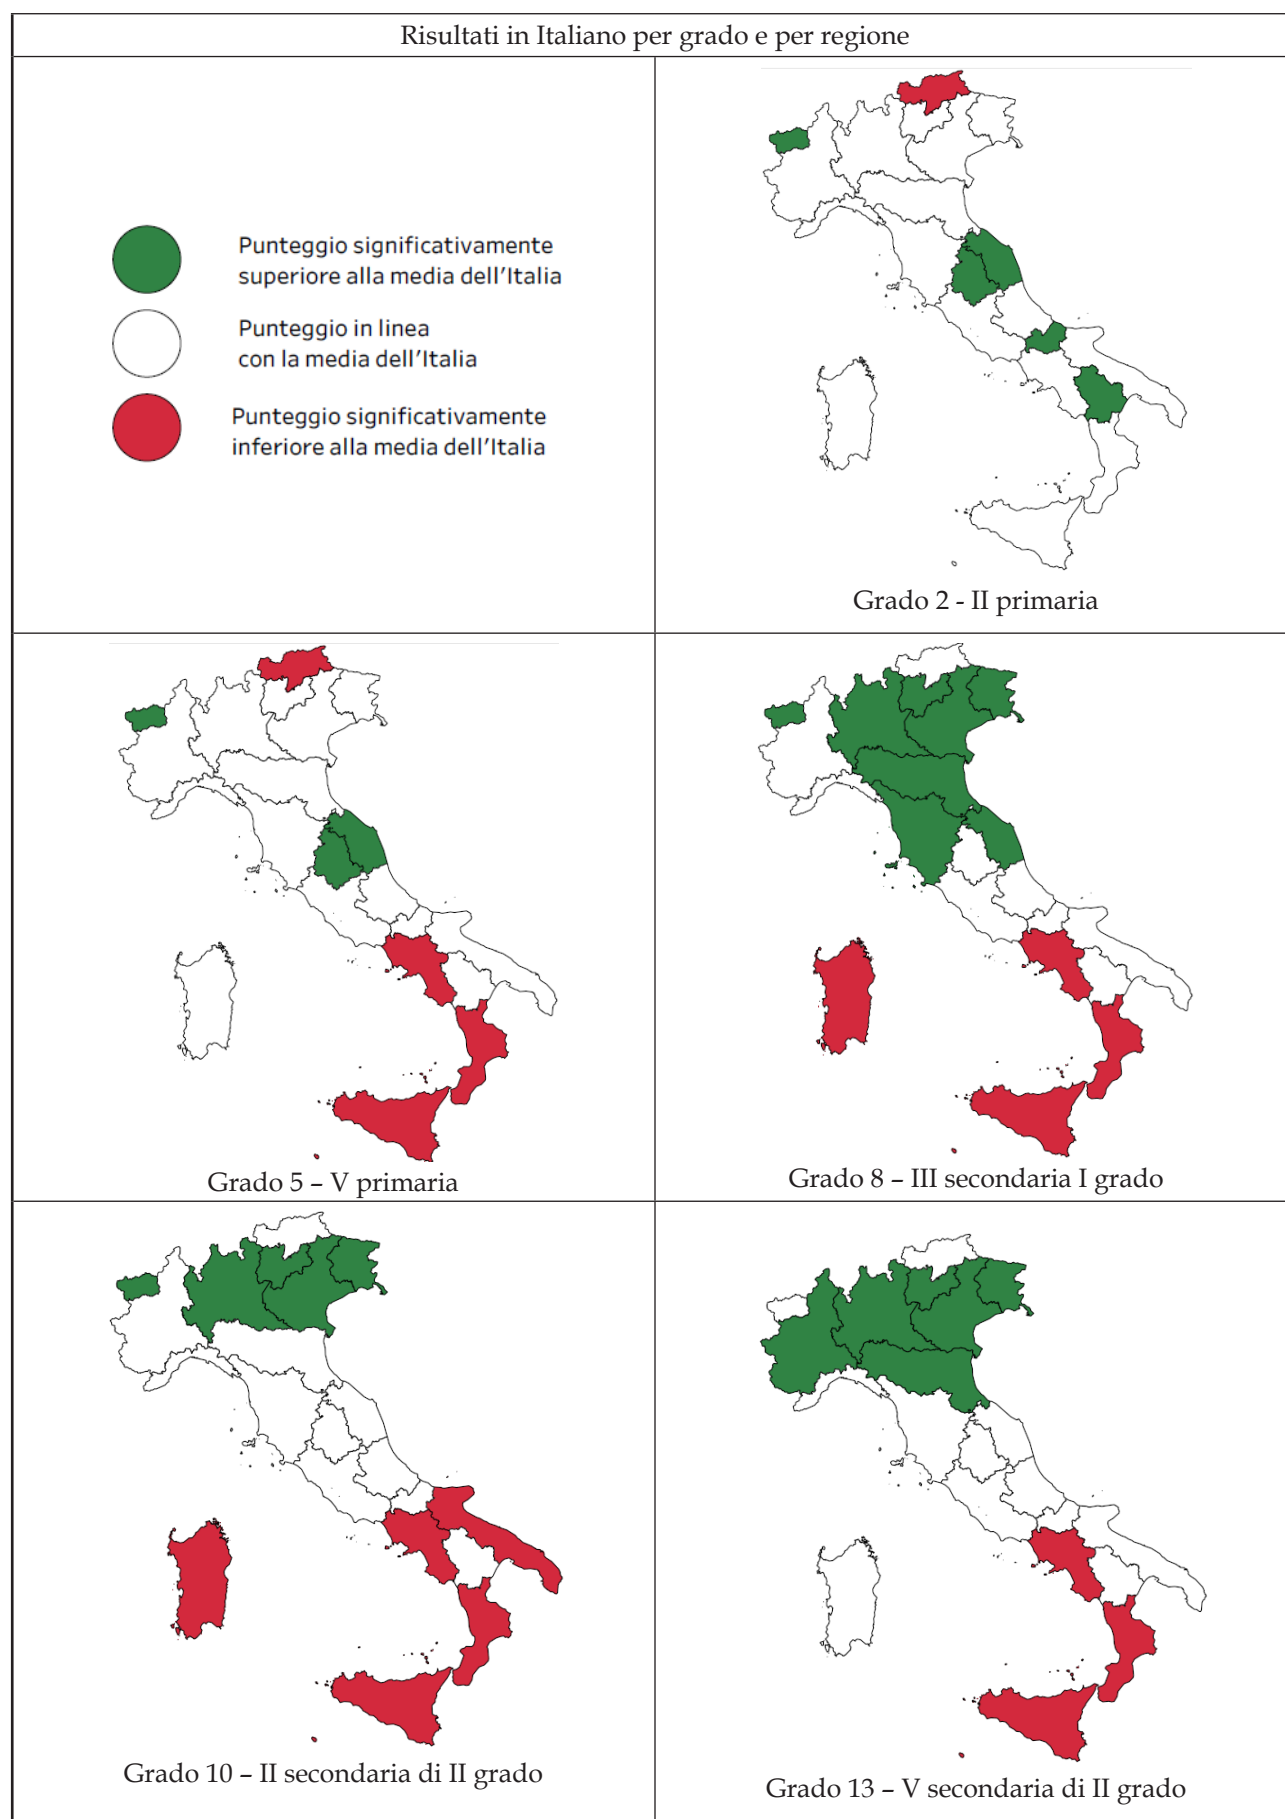 Risultati in Italiano per grado e per regione
Punteggio significativamente
superiore alla media dell'Italia
Punteggio in linea
con la media dell'Italia
Punteggio significativamente
inferiore alla media dell'Italia
Grado 2 - II primaria
Grado 5 – V primaria
Grado 8 – III secondaria I grado
Grado 10 – II secondaria di II grado
Grado 13 – V secondaria di II grado